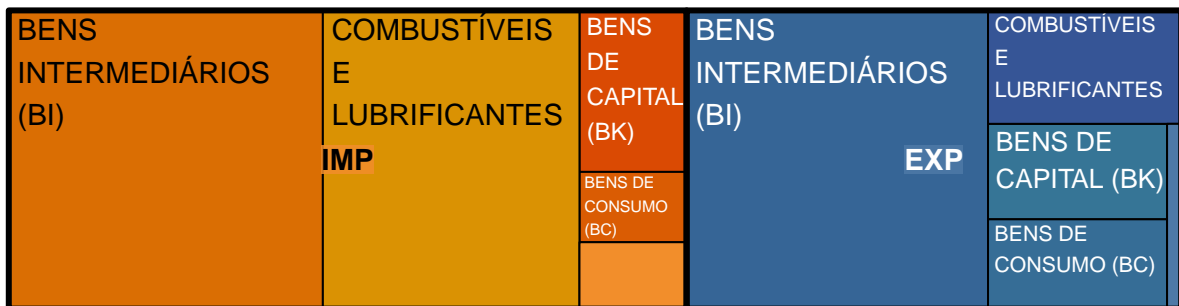 BENS
INTERMEDIÁRIOS
(BI)
COMBUSTÍVEIS
E
LUBRIFICANTES
IMP
BENS
DE
CAPITAL
(BK)
BENS DE
CONSUMO
(BC)
BENS
INTERMEDIÁRIOS
(BI)
EXP
COMBUSTÍVEIS
E
LUBRIFICANTES
BENS DE
CAPITAL (BK)
BENS DE
CONSUMO (BC)